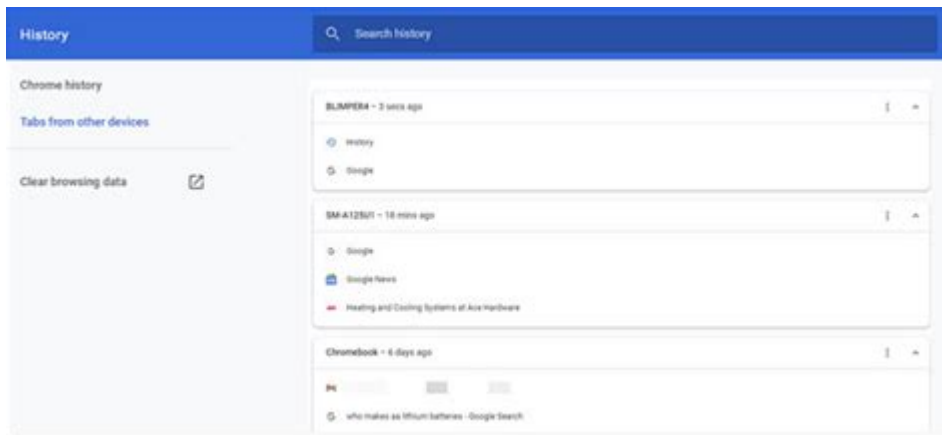 History
Search history
Chrome history
Tabs from other devices
Clear browsing data
BLIMPER4 – 3 secs ago
History
Google
SM-A125U1 – 18 mins ago
Google
Google News
Heating and Cooling Systems at Ace Hardware
Chromebook – 6 days ago
who makes aa lithium batteries - Google Search